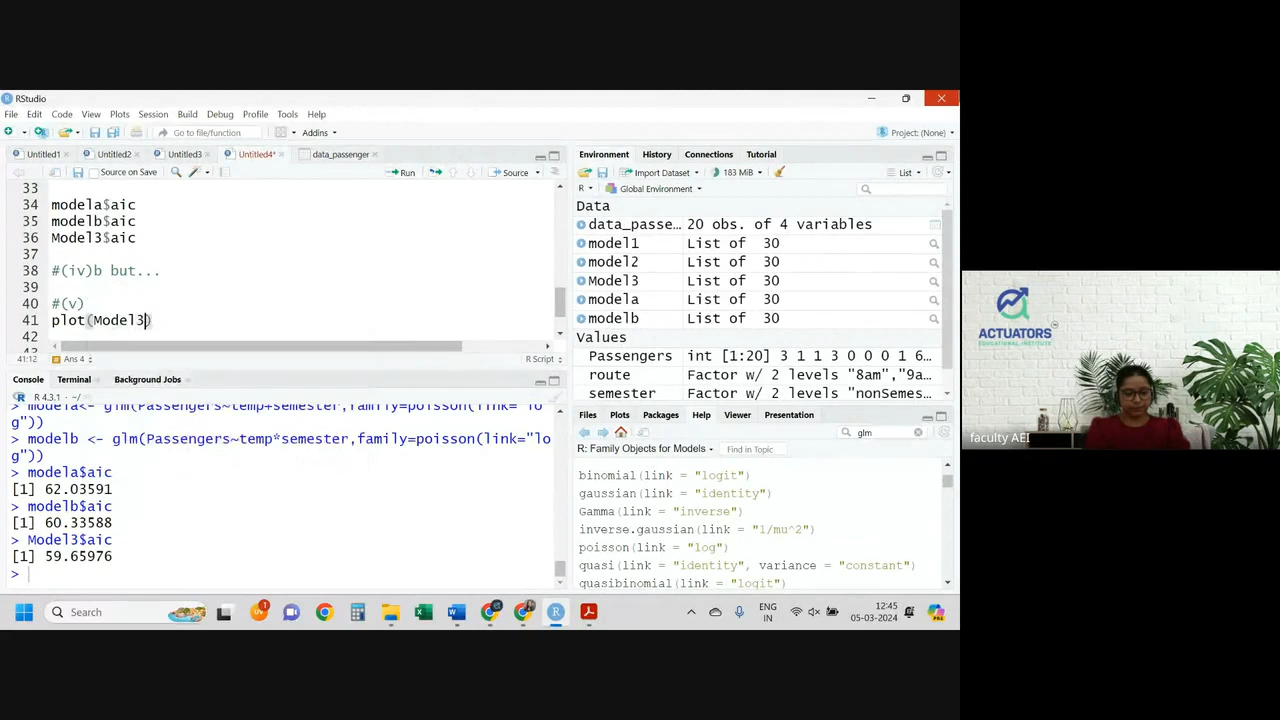 RStudio
File Edit Code View Plots Session Build Debug Profile Tools Help
Go to file/function Addins Project: (None)
Untitled1 Untitled2 Untitled3 Untitled4* data_passenger
Source on Save Run Source
33
34 modela$aic
35 modelb$aic
36 Model3$aic
37
38 #(iv)b but...
39
40 #(v)
41 plot(Model3)
42
41:12 Ans 4 R Script
Console Terminal Background Jobs
R 4.3.1 · ~/
> modela<- glm(Passengers~temp+semester,family=poisson(link="lo
g"))
> modelb <- glm(Passengers~temp*semester,family=poisson(link="lo
g"))
> modela$aic
[1] 62.03591
> modelb$aic
[1] 60.33588
> Model3$aic
[1] 59.65976
>
Environment History Connections Tutorial
Import Dataset 183 MiB List
R Global Environment
Data
data_passe… 20 obs. of 4 variables
model1 List of 30
model2 List of 30
Model3 List of 30
modela List of 30
modelb List of 30
Values
Passengers int [1:20] 3 1 1 3 0 0 0 1 6…
route Factor w/ 2 levels "8am","9a…
semester Factor w/ 2 levels "nonSemes…
Files Plots Packages Help Viewer Presentation
glm
R: Family Objects for Models Find in Topic
binomial(link = "logit")
gaussian(link = "identity")
Gamma(link = "inverse")
inverse.gaussian(link = "1/mu^2")
poisson(link = "log")
quasi(link = "identity", variance = "constant")
quasibinomial(link = "logit")
Search
ENG
IN
12:45
05-03-2024
ACTUATORS
EDUCATIONAL INSTITUTE
faculty AEI